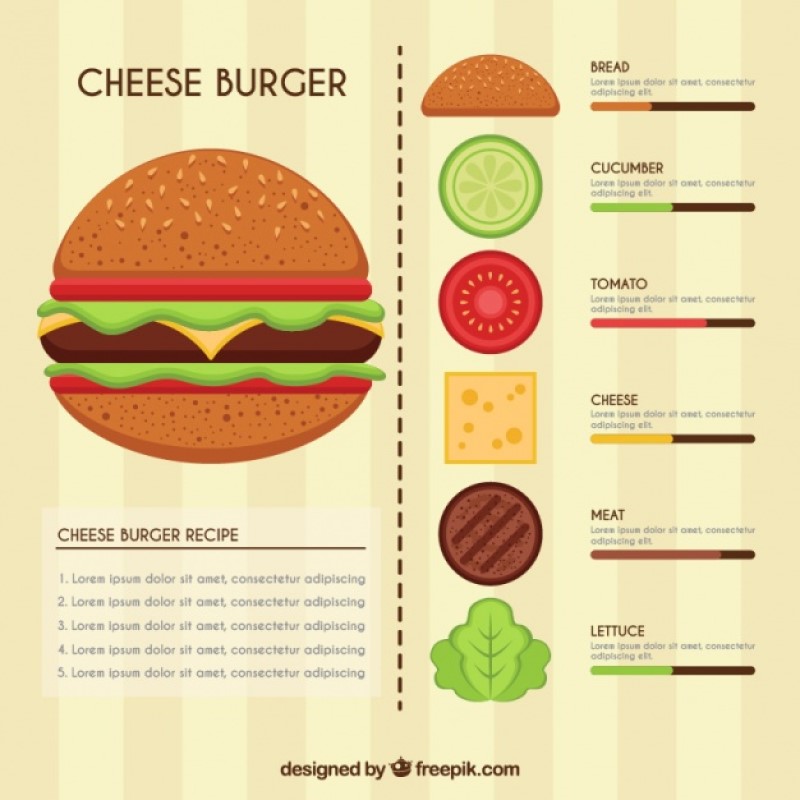 CHEESE BURGER
CHEESE BURGER RECIPE
1. Lorem ipsum dolor sit amet, consectetur adipiscing
2. Lorem ipsum dolor sit amet, consectetur adipiscing
3. Lorem ipsum dolor sit amet, consectetur adipiscing
4. Lorem ipsum dolor sit amet, consectetur adipiscing
5. Lorem ipsum dolor sit amet, consectetur adipiscing
BREAD
Lorem ipsum dolor sit amet, consectetur
adipiscing elit.
CUCUMBER
Lorem ipsum dolor sit amet, consectetur
adipiscing elit.
TOMATO
Lorem ipsum dolor sit amet, consectetur
adipiscing elit.
CHEESE
Lorem ipsum dolor sit amet, consectetur
adipiscing elit.
MEAT
Lorem ipsum dolor sit amet, consectetur
adipiscing elit.
LETTUCE
Lorem ipsum dolor sit amet, consectetur
adipiscing elit.
designed by freepik.com